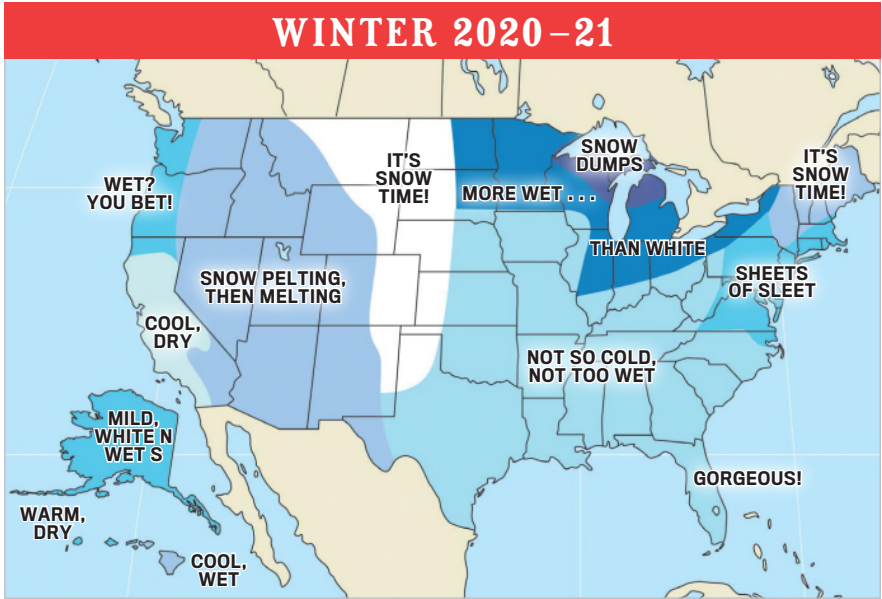 WINTER 2020–21
IT'S
SNOW
TIME!
SNOW
DUMPS
IT'S
SNOW
TIME!
WET?
YOU BET!
MORE WET . . .
THAN WHITE
SNOW PELTING,
THEN MELTING
SHEETS
OF SLEET
COOL,
DRY
NOT SO COLD,
NOT TOO WET
MILD,
WHITE N
WET S
GORGEOUS!
WARM,
DRY
COOL,
WET